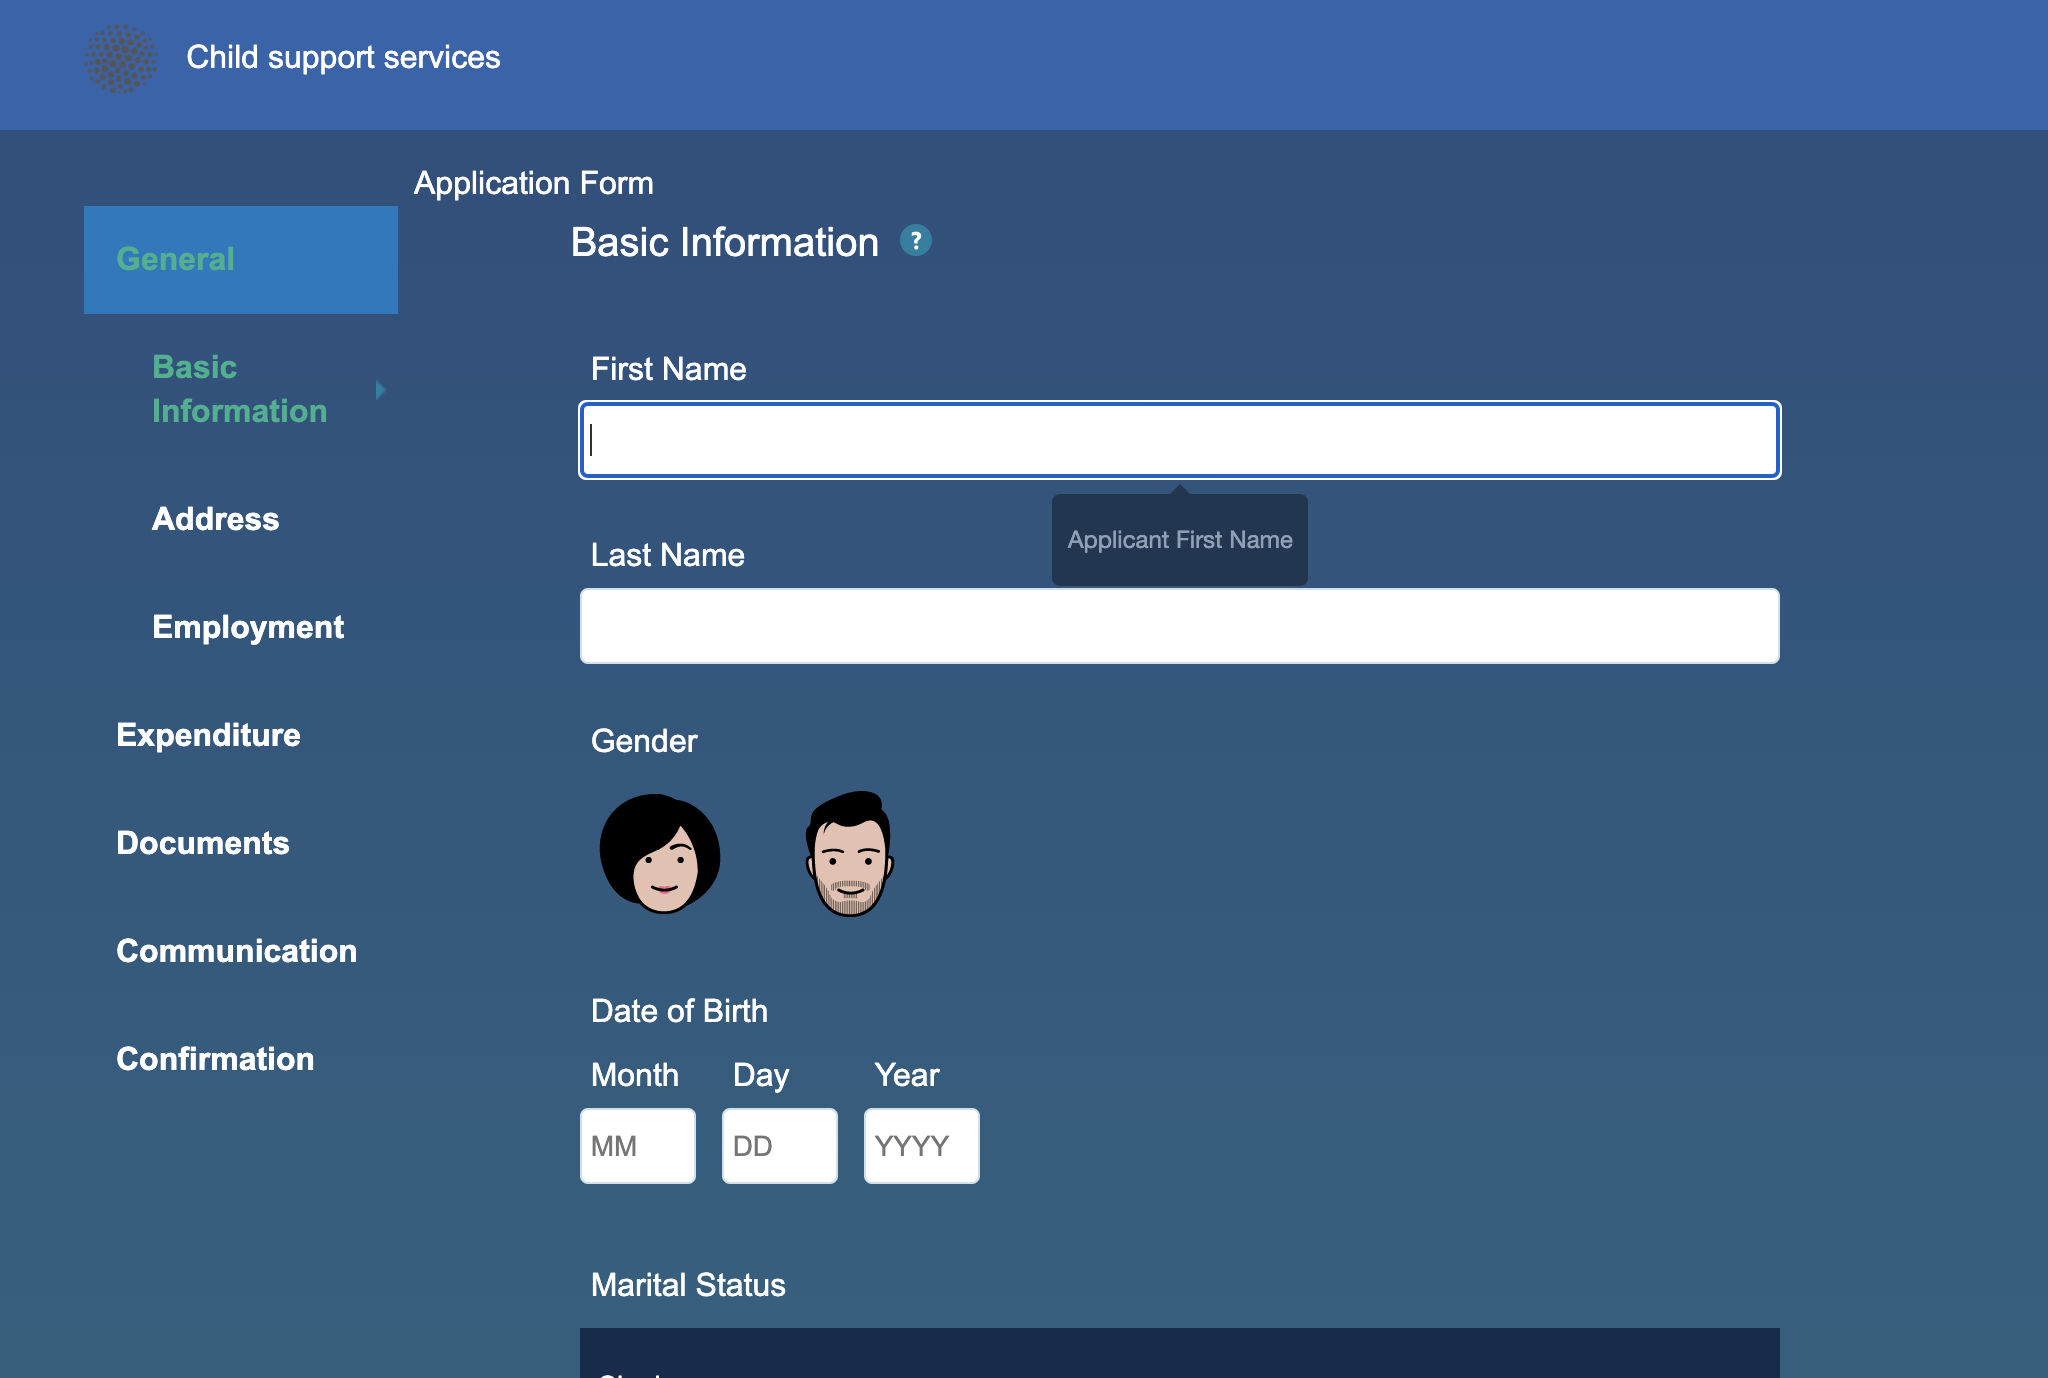 Child support services
Application Form
General
Basic Information ?
Basic
Information
First Name
Applicant First Name
Address
Last Name
Employment
Expenditure
Gender
Documents
Communication
Date of Birth
Confirmation
Month Day Year
MM DD YYYY
Marital Status